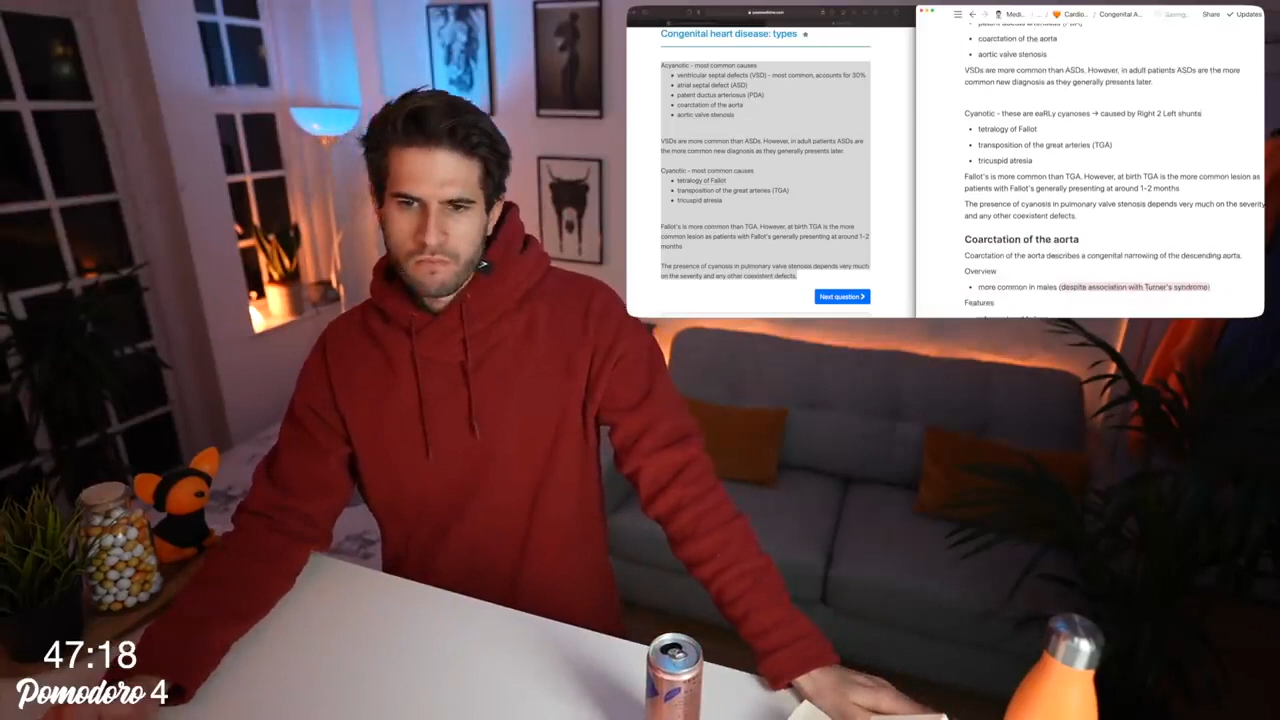 passmedicine.com
Congenital heart disease: types
Acyanotic - most common causes
• ventricular septal defects (VSD) - most common, accounts for 30%
• atrial septal defect (ASD)
• patent ductus arteriosus (PDA)
• coarctation of the aorta
• aortic valve stenosis
VSDs are more common than ASDs. However, in adult patients ASDs are
the more common new diagnosis as they generally presents later.
Cyanotic - most common causes
• tetralogy of Fallot
• transposition of the great arteries (TGA)
• tricuspid atresia
Fallot's is more common than TGA. However, at birth TGA is the more
common lesion as patients with Fallot's generally presenting at around 1-2
months
The presence of cyanosis in pulmonary valve stenosis depends very much
on the severity and any other coexistent defects.
Next question
Medi... / ... / Cardio... / Congenital A... Saving... Share Updates
• coarctation of the aorta
• aortic valve stenosis
VSDs are more common than ASDs. However, in adult patients ASDs are the more
common new diagnosis as they generally presents later.
Cyanotic - these are eaRLy cyanoses → caused by Right 2 Left shunts
• tetralogy of Fallot
• transposition of the great arteries (TGA)
• tricuspid atresia
Fallot's is more common than TGA. However, at birth TGA is the more common lesion as
patients with Fallot's generally presenting at around 1-2 months
The presence of cyanosis in pulmonary valve stenosis depends very much on the severity
and any other coexistent defects.
Coarctation of the aorta
Coarctation of the aorta describes a congenital narrowing of the descending aorta.
Overview
• more common in males (despite association with Turner's syndrome)
Features
47:18
Pomodoro 4